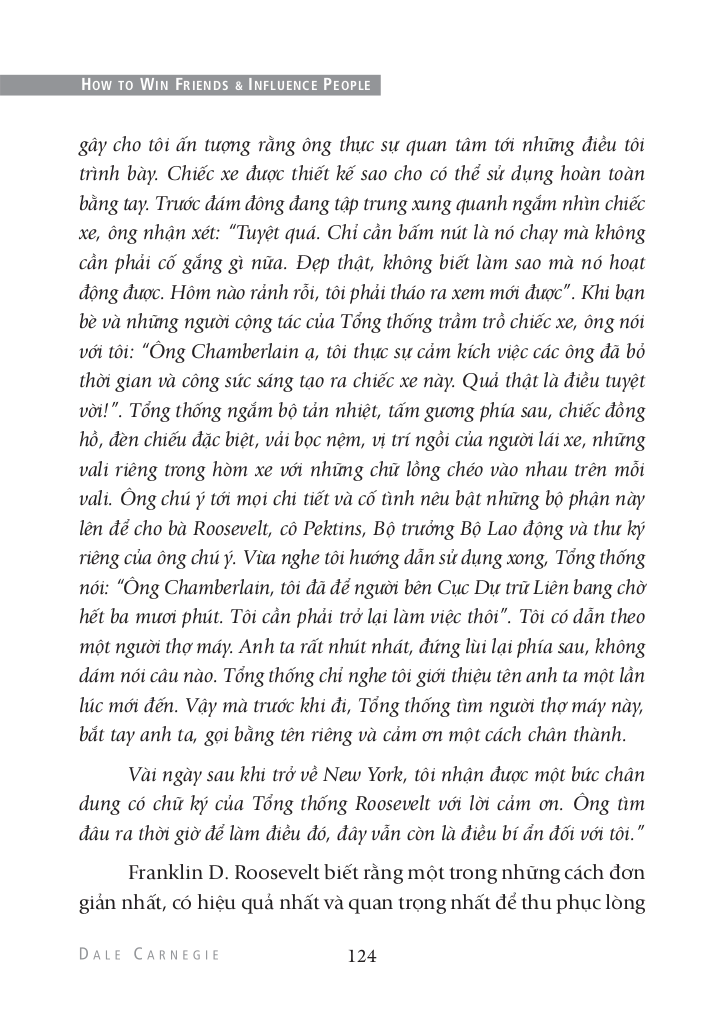 HOW TO WIN FRIENDS & INFLUENCE PEOPLE
gây cho tôi ấn tượng rằng ông thực sự quan tâm tới những điều tôi
trình bày. Chiếc xe được thiết kế sao cho có thể sử dụng hoàn toàn
bằng tay. Trước đám đông đang tập trung xung quanh ngắm nhìn chiếc
xe, ông nhận xét: “Tuyệt quá. Chỉ cần bấm nút là nó chạy mà không
cần phải cố gắng gì nữa. Đẹp thật, không biết làm sao mà nó hoạt
động được. Hôm nào rảnh rỗi, tôi phải tháo ra xem mới được”. Khi bạn
bè và những người cộng tác của Tổng thống trầm trồ chiếc xe, ông nói
với tôi: “Ông Chamberlain ạ, tôi thực sự cảm kích việc các ông đã bỏ
thời gian và công sức sáng tạo ra chiếc xe này. Quả thật là điều tuyệt
vời!”. Tổng thống ngắm bộ tản nhiệt, tấm gương phía sau, chiếc đồng
hồ, đèn chiếu đặc biệt, vải bọc nệm, vị trí ngồi của người lái xe, những
vali riêng trong hòm xe với những chữ lồng chéo vào nhau trên mỗi
vali. Ông chú ý tới mọi chi tiết và cố tình nêu bật những bộ phận này
lên để cho bà Roosevelt, cô Pektins, Bộ trưởng Bộ Lao động và thư ký
riêng của ông chú ý. Vừa nghe tôi hướng dẫn sử dụng xong, Tổng thống
nói: “Ông Chamberlain, tôi đã để người bên Cục Dự trữ Liên bang chờ
hết ba mươi phút. Tôi cần phải trở lại làm việc thôi”. Tôi có dẫn theo
một người thợ máy. Anh ta rất nhút nhát, đứng lùi lại phía sau, không
dám nói câu nào. Tổng thống chỉ nghe tôi giới thiệu tên anh ta một lần
lúc mới đến. Vậy mà trước khi đi, Tổng thống tìm người thợ máy này,
bắt tay anh ta, gọi bằng tên riêng và cảm ơn một cách chân thành.
Vài ngày sau khi trở về New York, tôi nhận được một bức chân
dung có chữ ký của Tổng thống Roosevelt với lời cảm ơn. Ông tìm
đâu ra thời giờ để làm điều đó, đây vẫn còn là điều bí ẩn đối với tôi.”
Franklin D. Roosevelt biết rằng một trong những cách đơn
giản nhất, có hiệu quả nhất và quan trọng nhất để thu phục lòng
DALE CARNEGIE 124